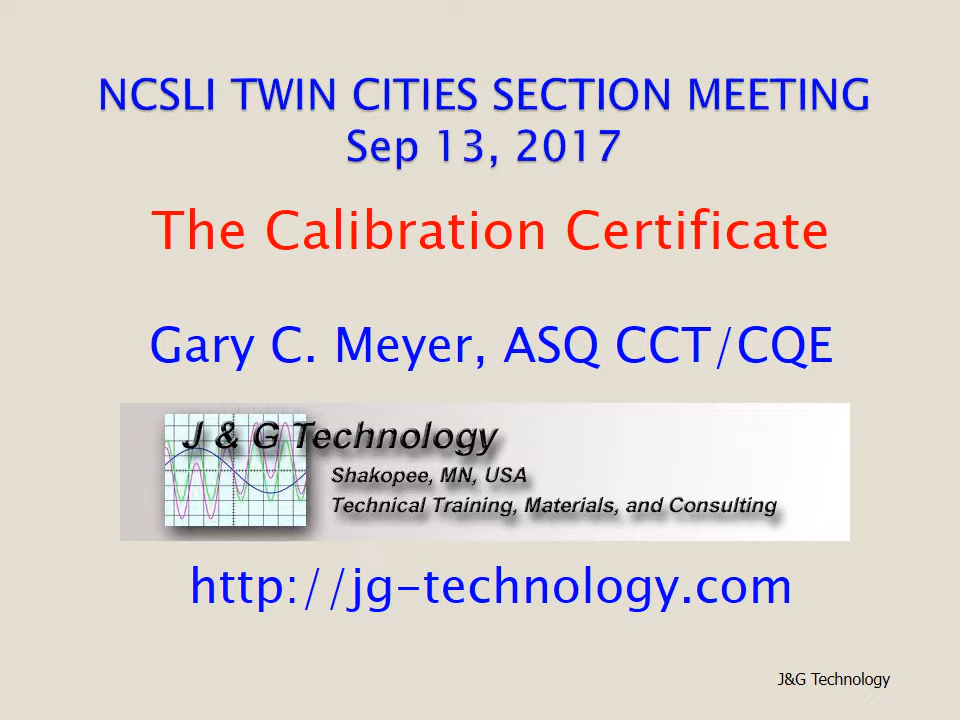 NCSLI TWIN CITIES SECTION MEETING
Sep 13, 2017
The Calibration Certificate
Gary C. Meyer, ASQ CCT/CQE
J & G Technology
Shakopee, MN, USA
Technical Training, Materials, and Consulting
http://jg-technology.com
J&G Technology